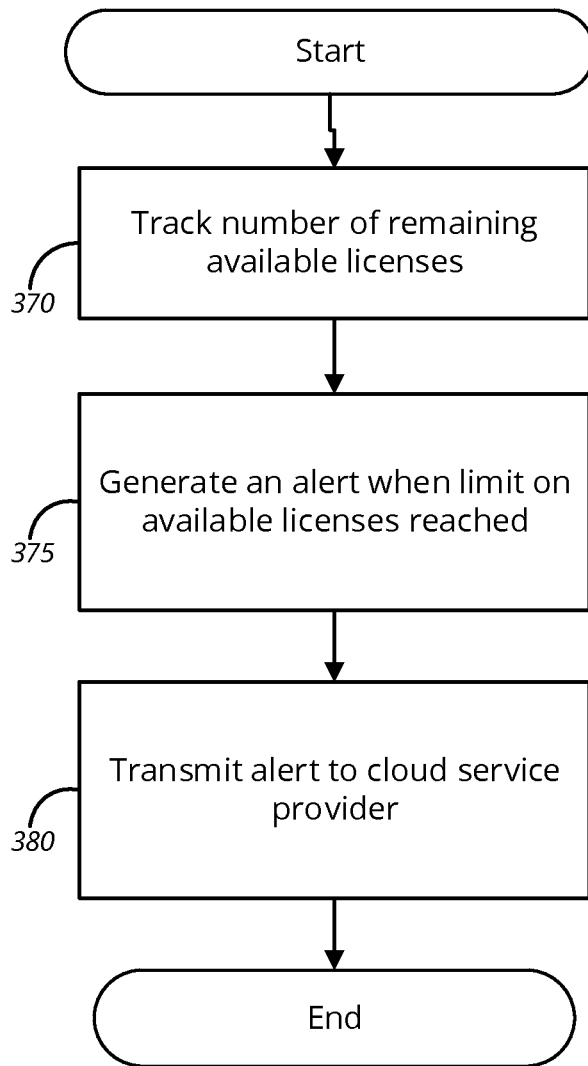 Start
Track number of remaining
available licenses
370
Generate an alert when limit on
available licenses reached
375
Transmit alert to cloud service
provider
380
End